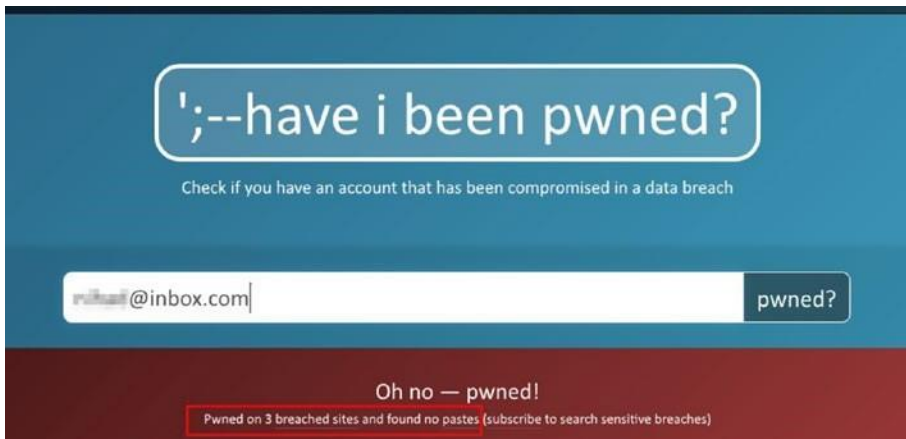 ';--have i been pwned?
Check if you have an account that has been compromised in a data breach
@inbox.com
pwned?
Oh no — pwned!
Pwned on 3 breached sites and found no pastes (subscribe to search sensitive breaches)